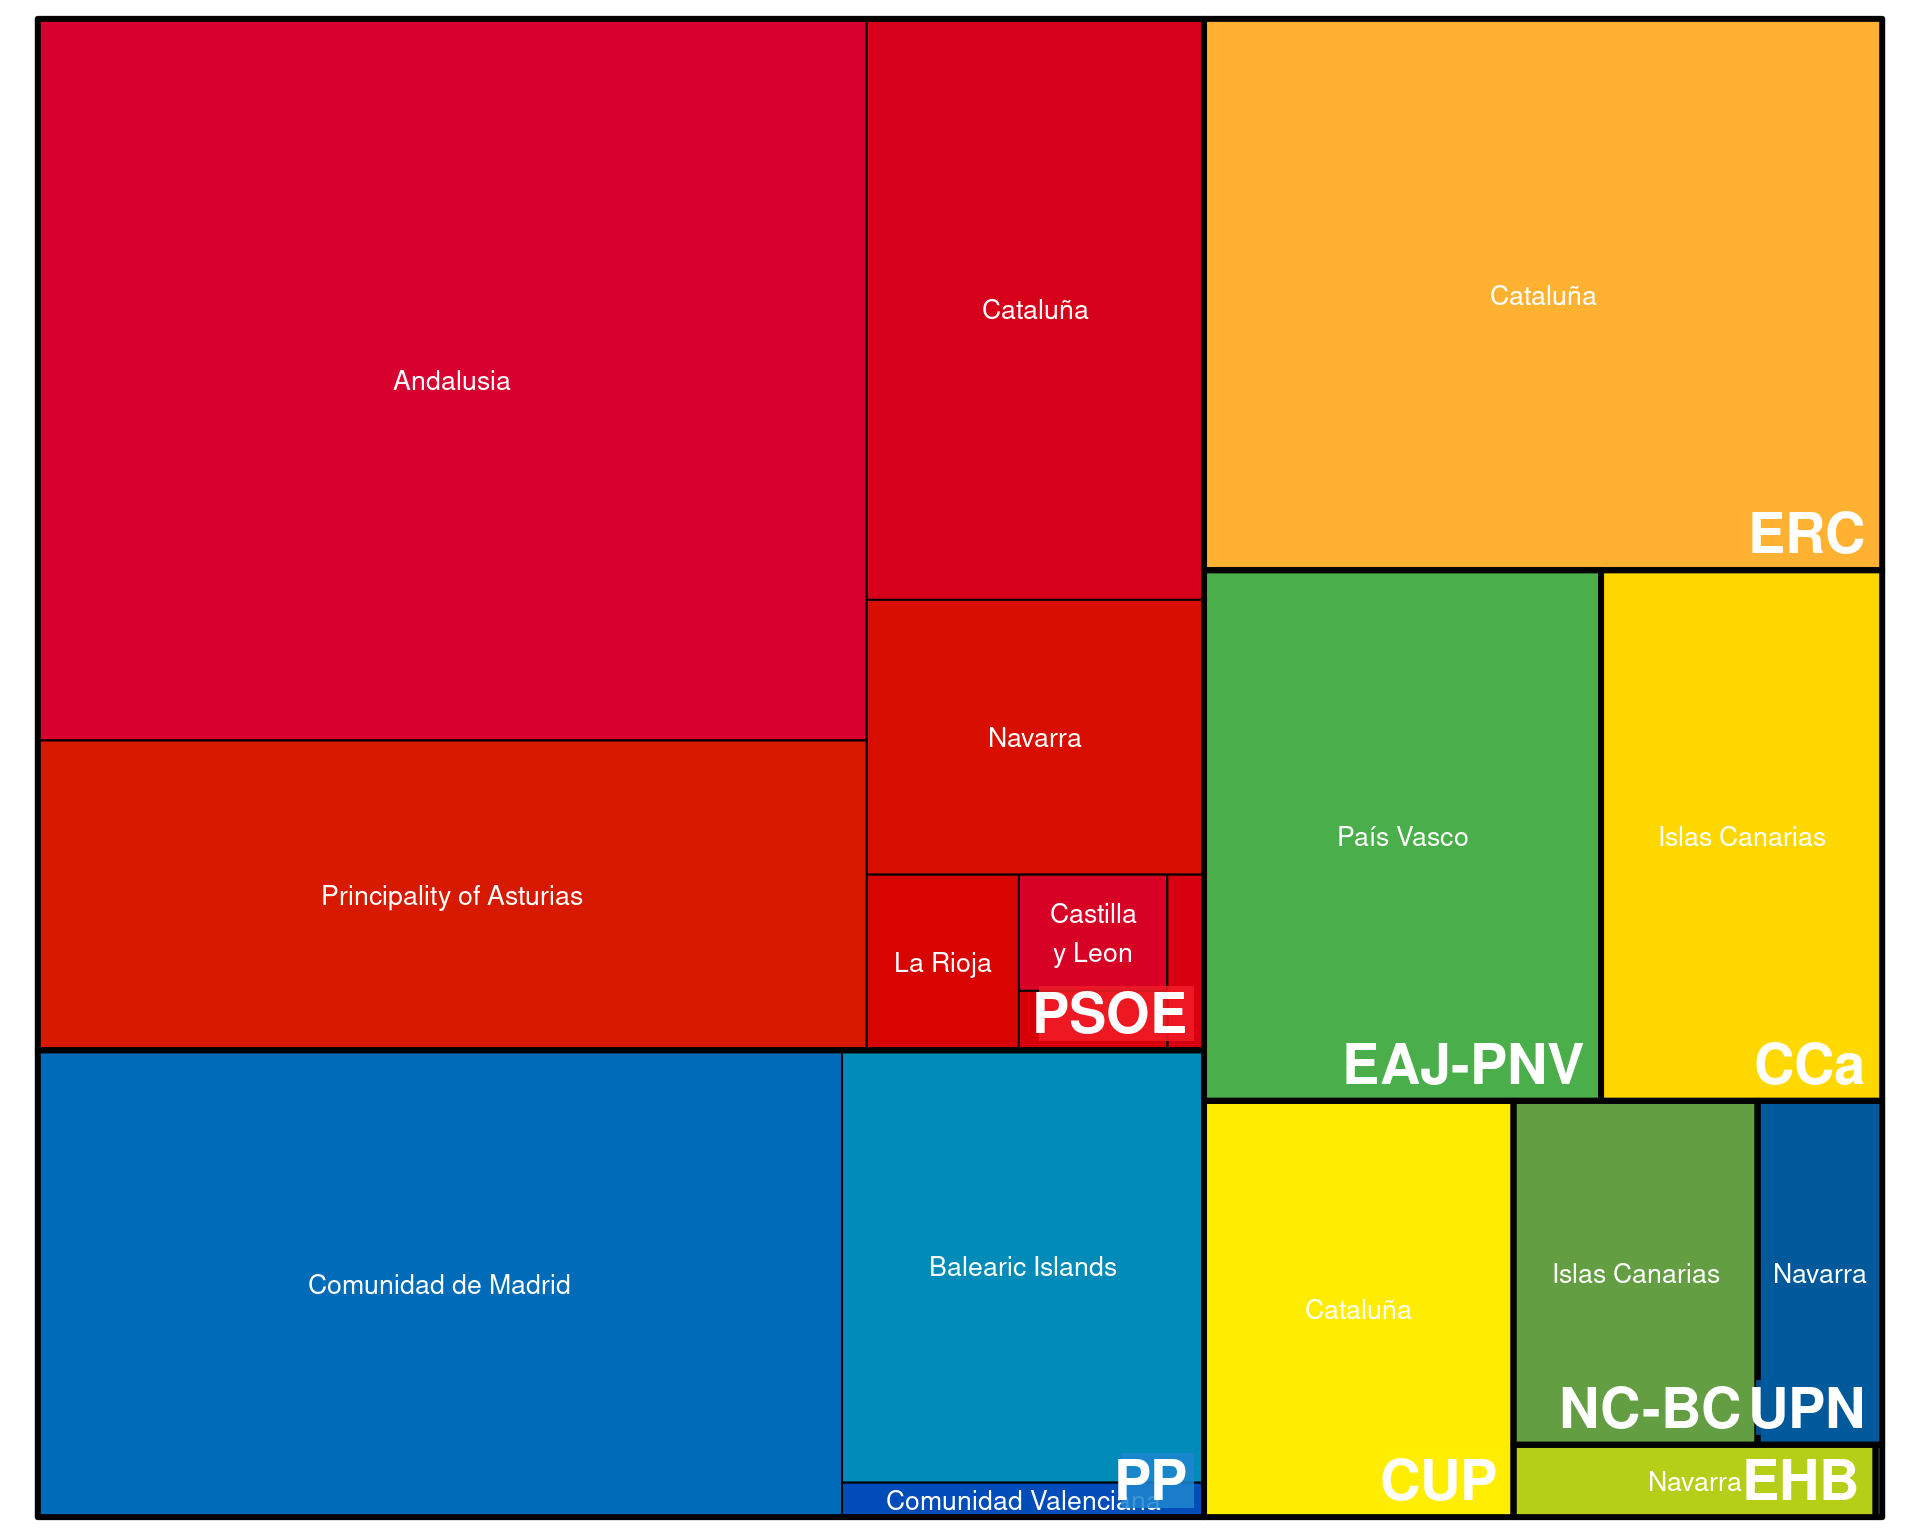 Andalusia
Cataluña
Navarra
Principality of Asturias
La Rioja
Castilla
y Leon
PSOE
Comunidad de Madrid
Balearic Islands
Comunidad Valenciana
PP
Cataluña
ERC
País Vasco
EAJ-PNV
Islas Canarias
CCa
Cataluña
CUP
Islas Canarias
NC-BC
Navarra
UPN
Navarra
EHB